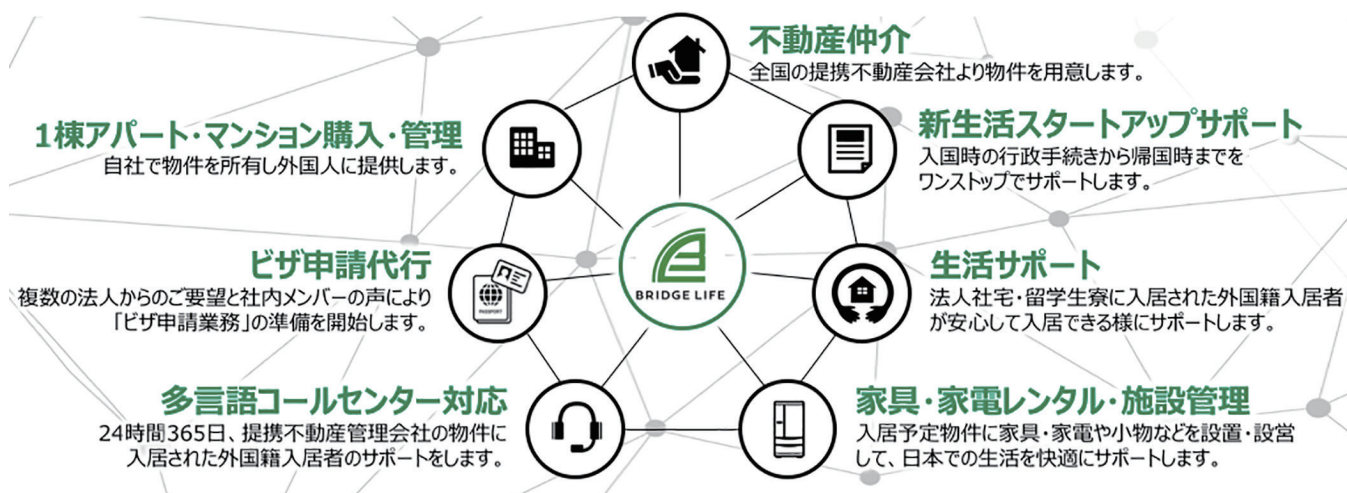 不動産仲介
全国の提携不動産会社より物件を用意します。
新生活スタートアップサポート
入国時の行政手続きから帰国時までを
ワンストップでサポートします。
生活サポート
法人社宅・留学生寮に入居された外国籍入居者
が安心して入居できる様にサポートします。
家具・家電レンタル・施設管理
入居予定物件に家具・家電や小物などを設置・設営
して、日本での生活を快適にサポートします。
多言語コールセンター対応
24時間365日、提携不動産管理会社の物件に
入居された外国籍入居者のサポートをします。
ビザ申請代行
複数の法人からのご要望と社内メンバーの声により
「ビザ申請業務」の準備を開始します。
PASSPORT
1棟アパート・マンション購入・管理
自社で物件を所有し外国人に提供します。
BRIDGE LIFE